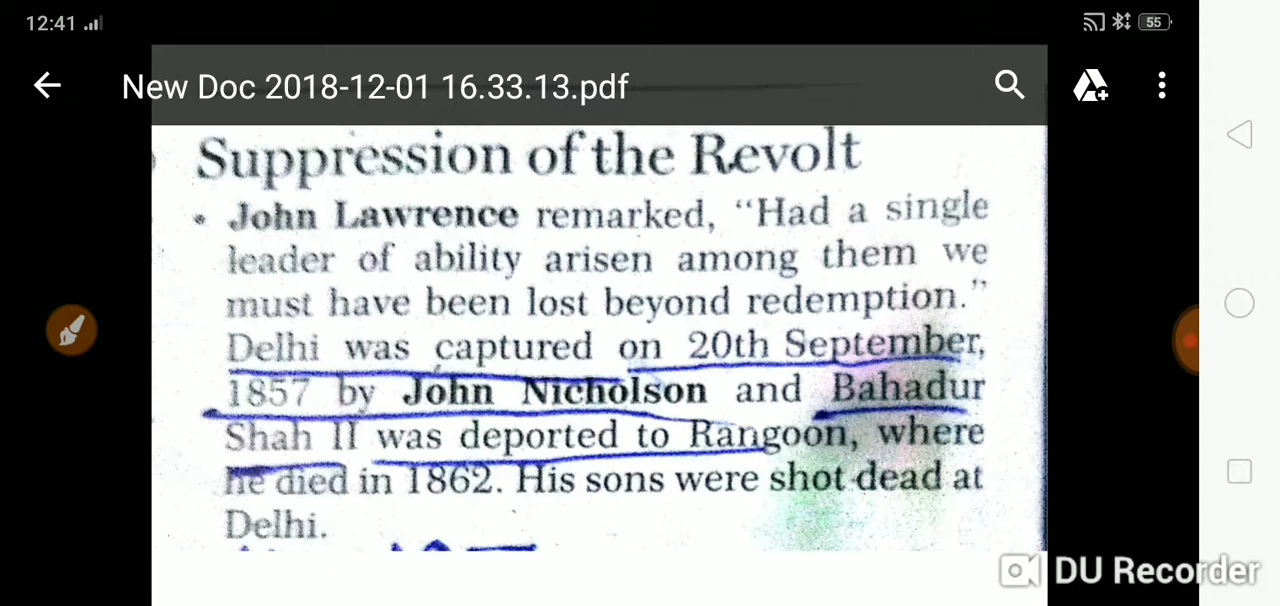 12:41
55
New Doc 2018-12-01 16.33.13.pdf
Suppression of the Revolt
• John Lawrence remarked, “Had a single
leader of ability arisen among them we
must have been lost beyond redemption.”
Delhi was captured on 20th September,
1857 by John Nicholson and Bahadur
Shah II was deported to Rangoon, where
he died in 1862. His sons were shot dead at
Delhi.
DU Recorder